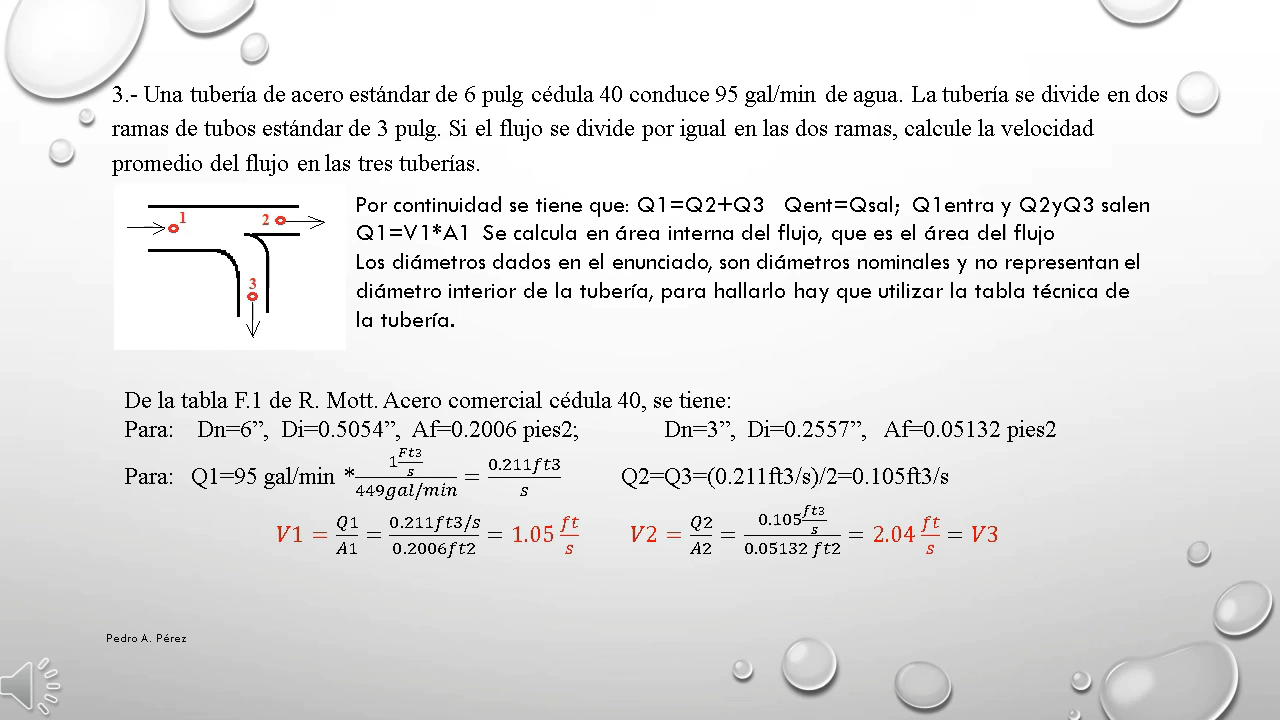 3.- Una tubería de acero estándar de 6 pulg cédula 40 conduce 95 gal/min de agua. La tubería se divide en dos
ramas de tubos estándar de 3 pulg. Si el flujo se divide por igual en las dos ramas, calcule la velocidad
promedio del flujo en las tres tuberías.
1
2
3
Por continuidad se tiene que: Q1=Q2+Q3 Qent=Qsal; Q1entra y Q2yQ3 salen
Q1=V1*A1 Se calcula en área interna del flujo, que es el área del flujo
Los diámetros dados en el enunciado, son diámetros nominales y no representan el
diámetro interior de la tubería, para hallarlo hay que utilizar la tabla técnica de
la tubería.
De la tabla F.1 de R. Mott. Acero comercial cédula 40, se tiene:
Para: Dn=6”, Di=0.5054”, Af=0.2006 pies2; Dn=3”, Di=0.2557”, Af=0.05132 pies2
Para: Q1=95 gal/min * (1 Ft3/s)/(449gal/min) = 0.211ft3/s Q2=Q3=(0.211ft3/s)/2=0.105ft3/s
V1 = Q1/A1 = (0.211ft3/s)/(0.2006ft2) = 1.05 ft/s V2 = Q2/A2 = (0.105 ft3/s)/(0.05132 ft2) = 2.04 ft/s = V3
Pedro A. Pérez